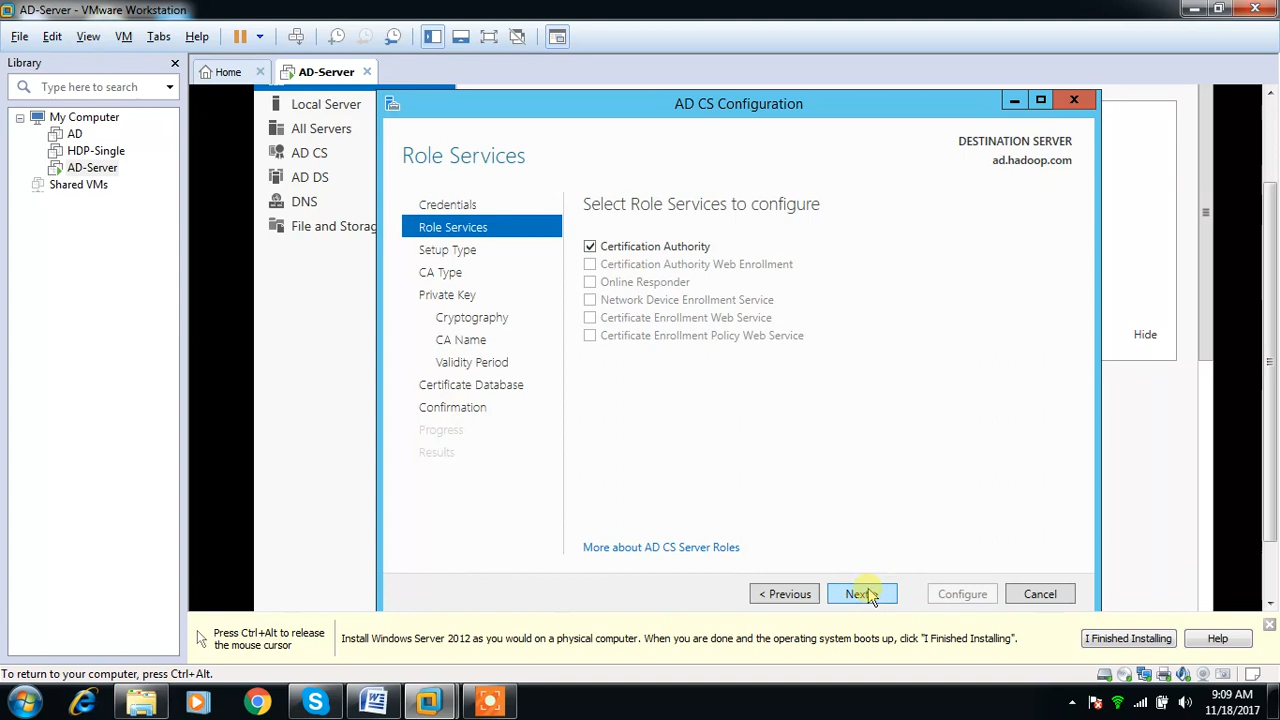 AD-Server - VMware Workstation
File Edit View VM Tabs Help
Library
Type here to search
My Computer
AD
HDP-Single
AD-Server
Shared VMs
Home
AD-Server
Local Server
All Servers
AD CS
AD DS
DNS
File and Storag
AD CS Configuration
Role Services
DESTINATION SERVER
ad.hadoop.com
Credentials
Role Services
Setup Type
CA Type
Private Key
Cryptography
CA Name
Validity Period
Certificate Database
Confirmation
Progress
Results
Select Role Services to configure
Certification Authority
Certification Authority Web Enrollment
Online Responder
Network Device Enrollment Service
Certificate Enrollment Web Service
Certificate Enrollment Policy Web Service
More about AD CS Server Roles
Hide
< Previous Next > Configure Cancel
Press Ctrl+Alt to release
the mouse cursor
Install Windows Server 2012 as you would on a physical computer. When you are done and the operating system boots up, click "I Finished Installing".
I Finished Installing Help
To return to your computer, press Ctrl+Alt.
9:09 AM
11/18/2017